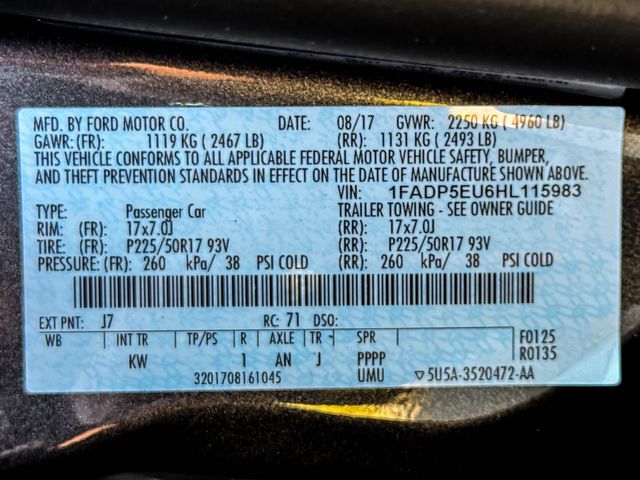 MFD. BY FORD MOTOR CO. DATE: 08/17 GVWR: 2250 KG ( 4960 LB)
GAWR: (FR): 1119 KG ( 2467 LB) (RR): 1131 KG ( 2493 LB)
THIS VEHICLE CONFORMS TO ALL APPLICABLE FEDERAL MOTOR VEHICLE SAFETY, BUMPER,
AND THEFT PREVENTION STANDARDS IN EFFECT ON THE DATE OF MANUFACTURE SHOWN ABOVE.
VIN: 1FADP5EU6HL115983
TYPE: Passenger Car TRAILER TOWING - SEE OWNER GUIDE
RIM: (FR): 17x7.0J (RR): 17x7.0J
TIRE: (FR): P225/50R17 93V (RR): P225/50R17 93V
PRESSURE: (FR): 260 kPa/ 38 PSI COLD (RR): 260 kPa/ 38 PSI COLD
EXT PNT: J7 RC: 71 DSO:
WB INT TR TP/PS R AXLE TR SPR F0125
KW 1 AN J PPPP R0135
3201708161045 UMU 5U5A-3520472-AA